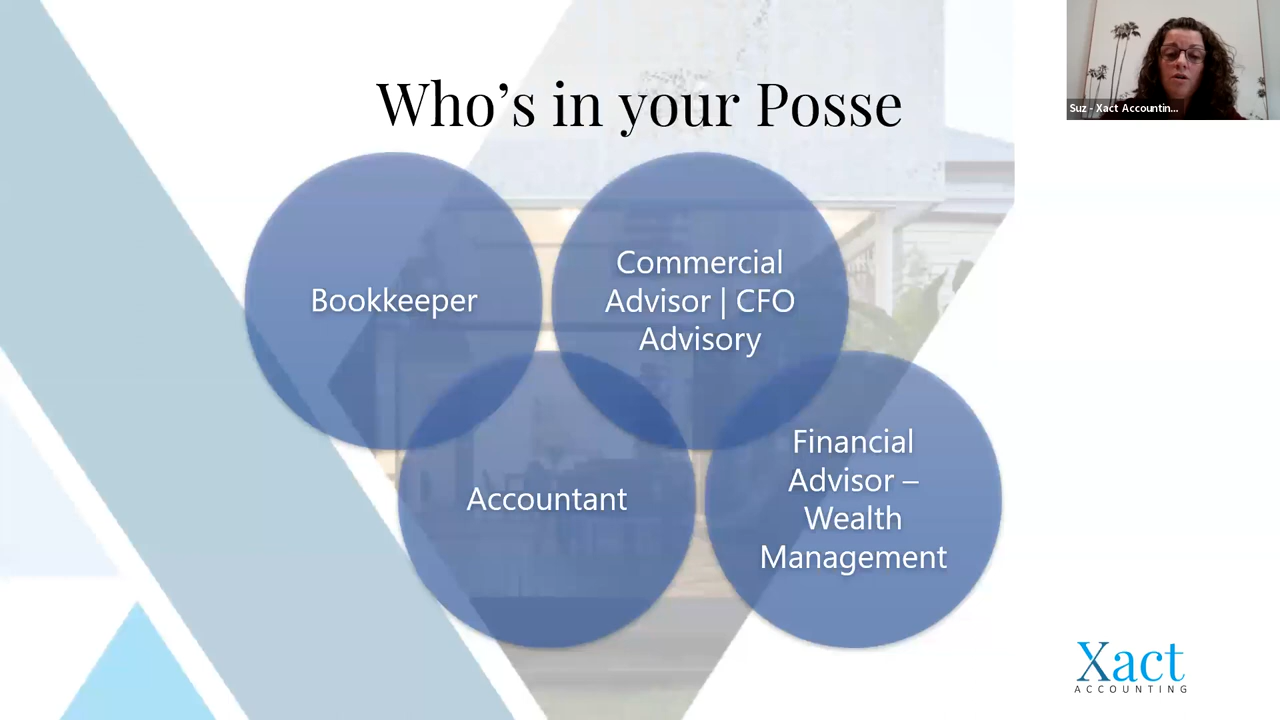 Who's in your Posse
Suz - Xact Accountin...
Bookkeeper
Commercial
Advisor | CFO
Advisory
Accountant
Financial
Advisor –
Wealth
Management
Xact
ACCOUNTING